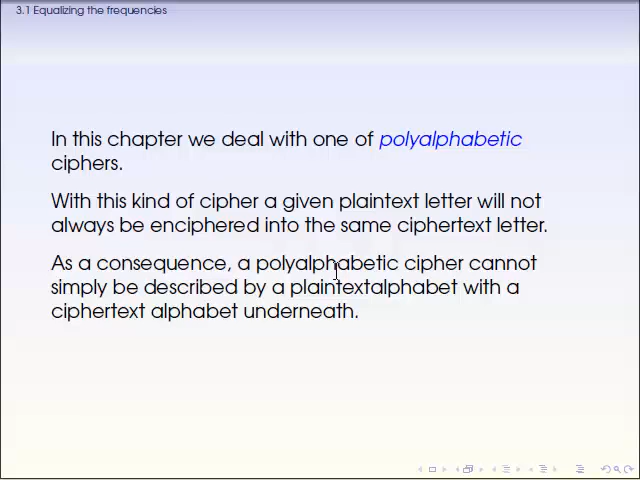 3.1 Equalizing the frequencies
In this chapter we deal with one of polyalphabetic
ciphers.
With this kind of cipher a given plaintext letter will not
always be enciphered into the same ciphertext letter.
As a consequence, a polyalphabetic cipher cannot
simply be described by a plaintextalphabet with a
ciphertext alphabet underneath.